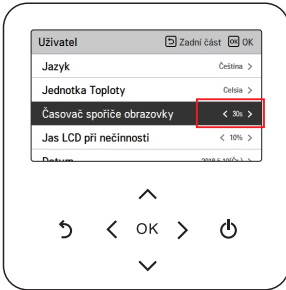 Uživatel Zadní část OK OK
Jazyk Čeština >
Jednotka Toploty Celsia >
Časovač spořiče obrazovky < 30s >
Jas LCD při nečinnosti < 10% >
Datum
OK